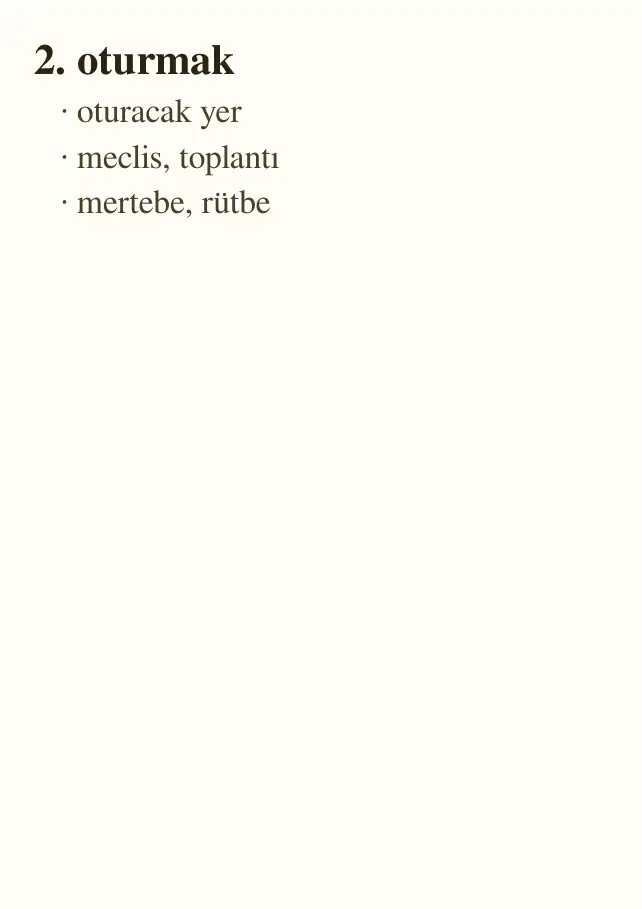 2. oturmak
· oturacak yer
· meclis, toplantı
· mertebe, rütbe